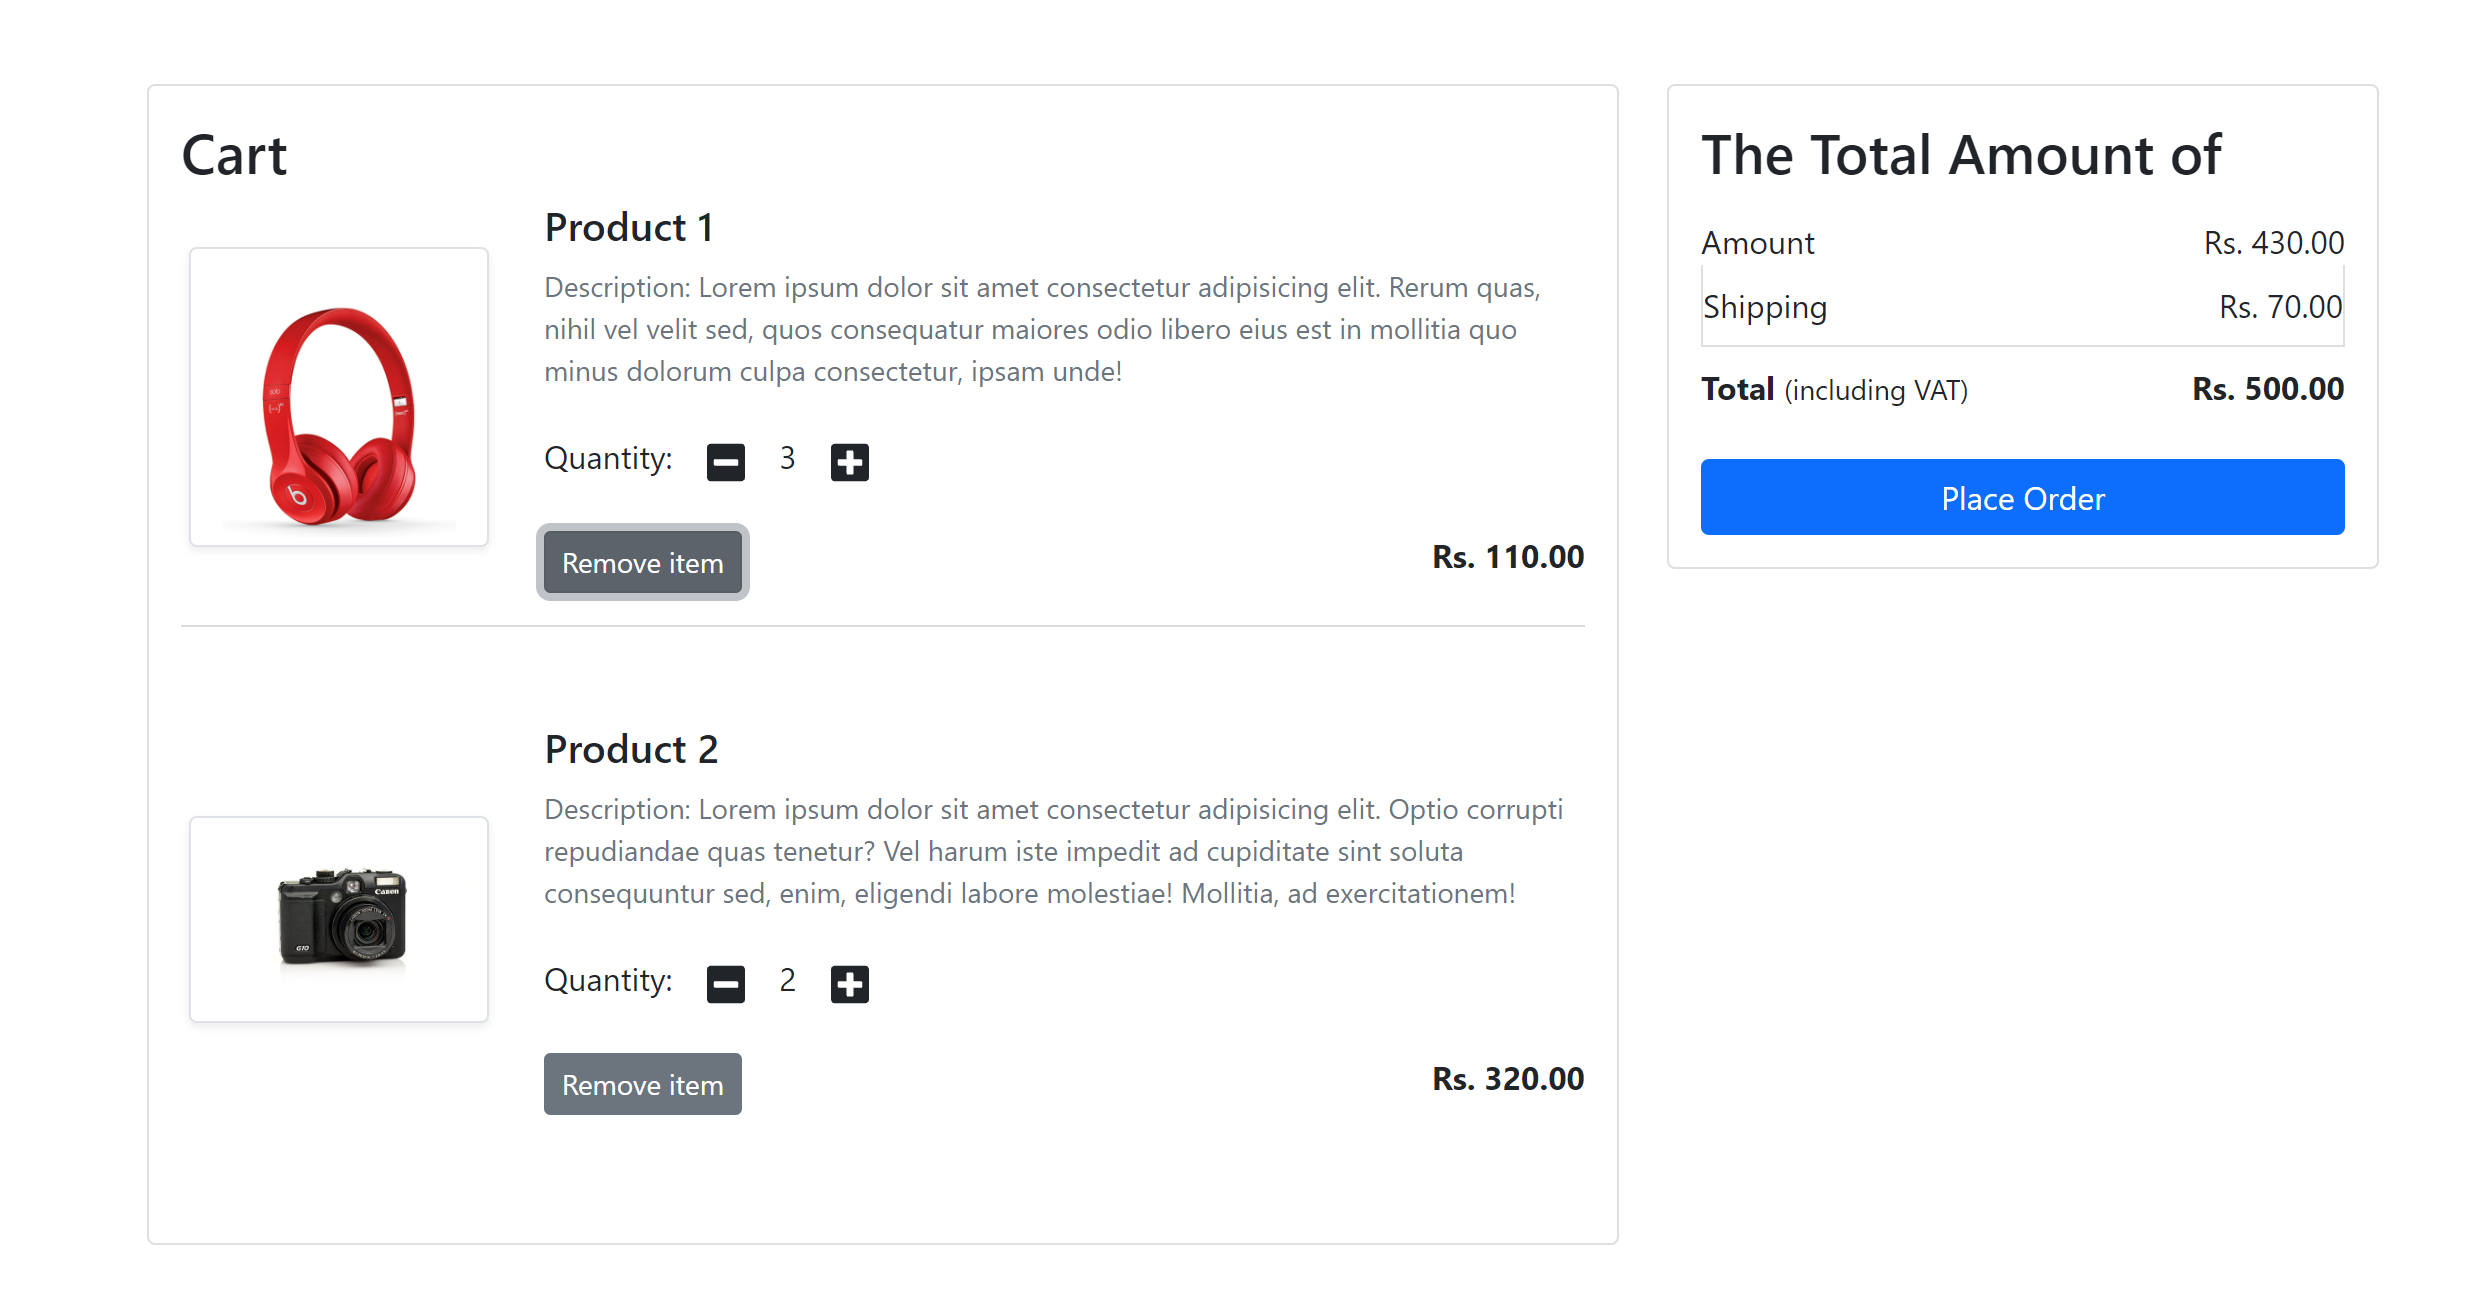 Cart
Product 1
Description: Lorem ipsum dolor sit amet consectetur adipisicing elit. Rerum quas,
nihil vel velit sed, quos consequatur maiores odio libero eius est in mollitia quo
minus dolorum culpa consectetur, ipsam unde!
Quantity: 3
Remove item Rs. 110.00
Product 2
Description: Lorem ipsum dolor sit amet consectetur adipisicing elit. Optio corrupti
repudiandae quas tenetur? Vel harum iste impedit ad cupiditate sint soluta
consequuntur sed, enim, eligendi labore molestiae! Mollitia, ad exercitationem!
Canon
G10
Quantity: 2
Remove item Rs. 320.00
The Total Amount of
Amount Rs. 430.00
Shipping Rs. 70.00
Total (including VAT) Rs. 500.00
Place Order